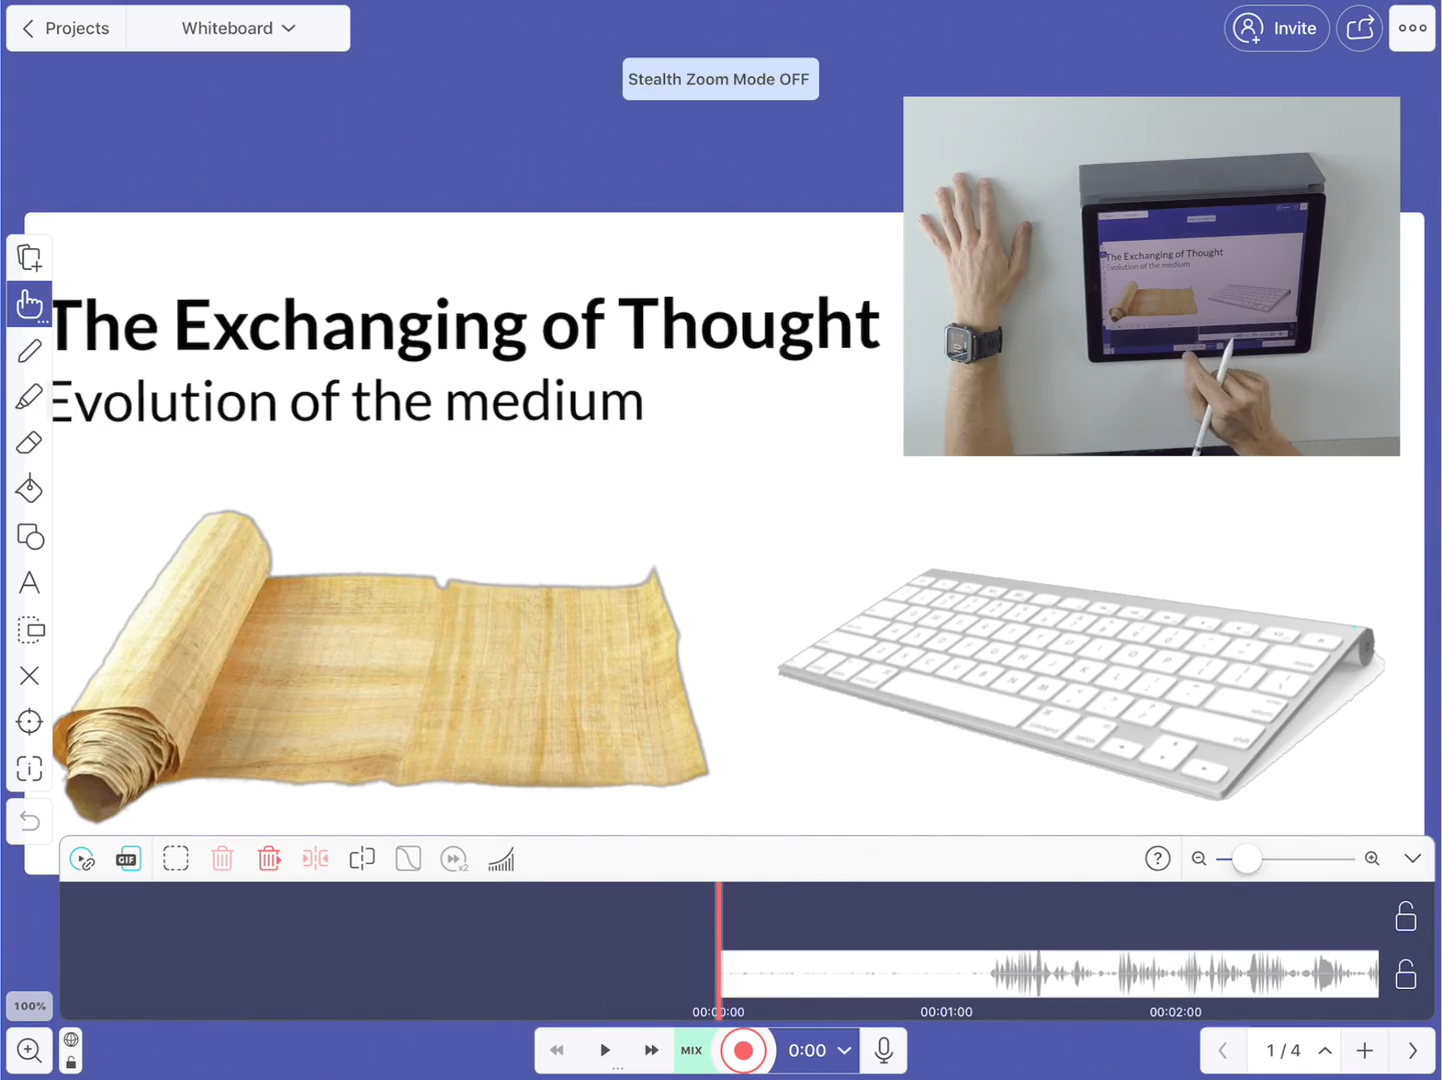 Projects
Whiteboard
Invite
Stealth Zoom Mode OFF
The Exchanging of Thought
Evolution of the medium
The Exchanging of Thought
Evolution of the medium
GIF
x2
?
00:00:00
00:01:00
00:02:00
100%
MIX
0:00
1 / 4